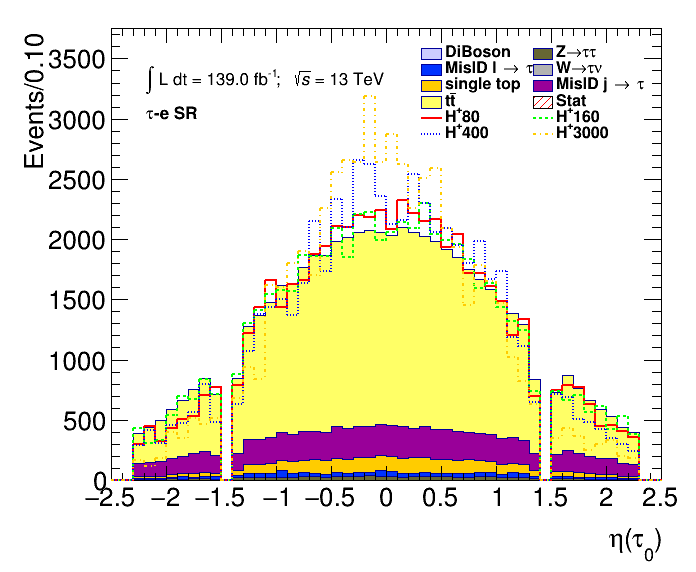 Events/0.10
3500
3000
2500
2000
1500
1000
500
0
∫ L dt = 139.0 fb⁻¹; √s = 13 TeV
τ-e SR
DiBoson
Z→ττ
MisID l → τ
W→τν
single top
MisID j → τ
tt̄
Stat
H⁺80
H⁺160
H⁺400
H⁺3000
−2.5 −2 −1.5 −1 −0.5 0 0.5 1 1.5 2 2.5
η(τ₀)